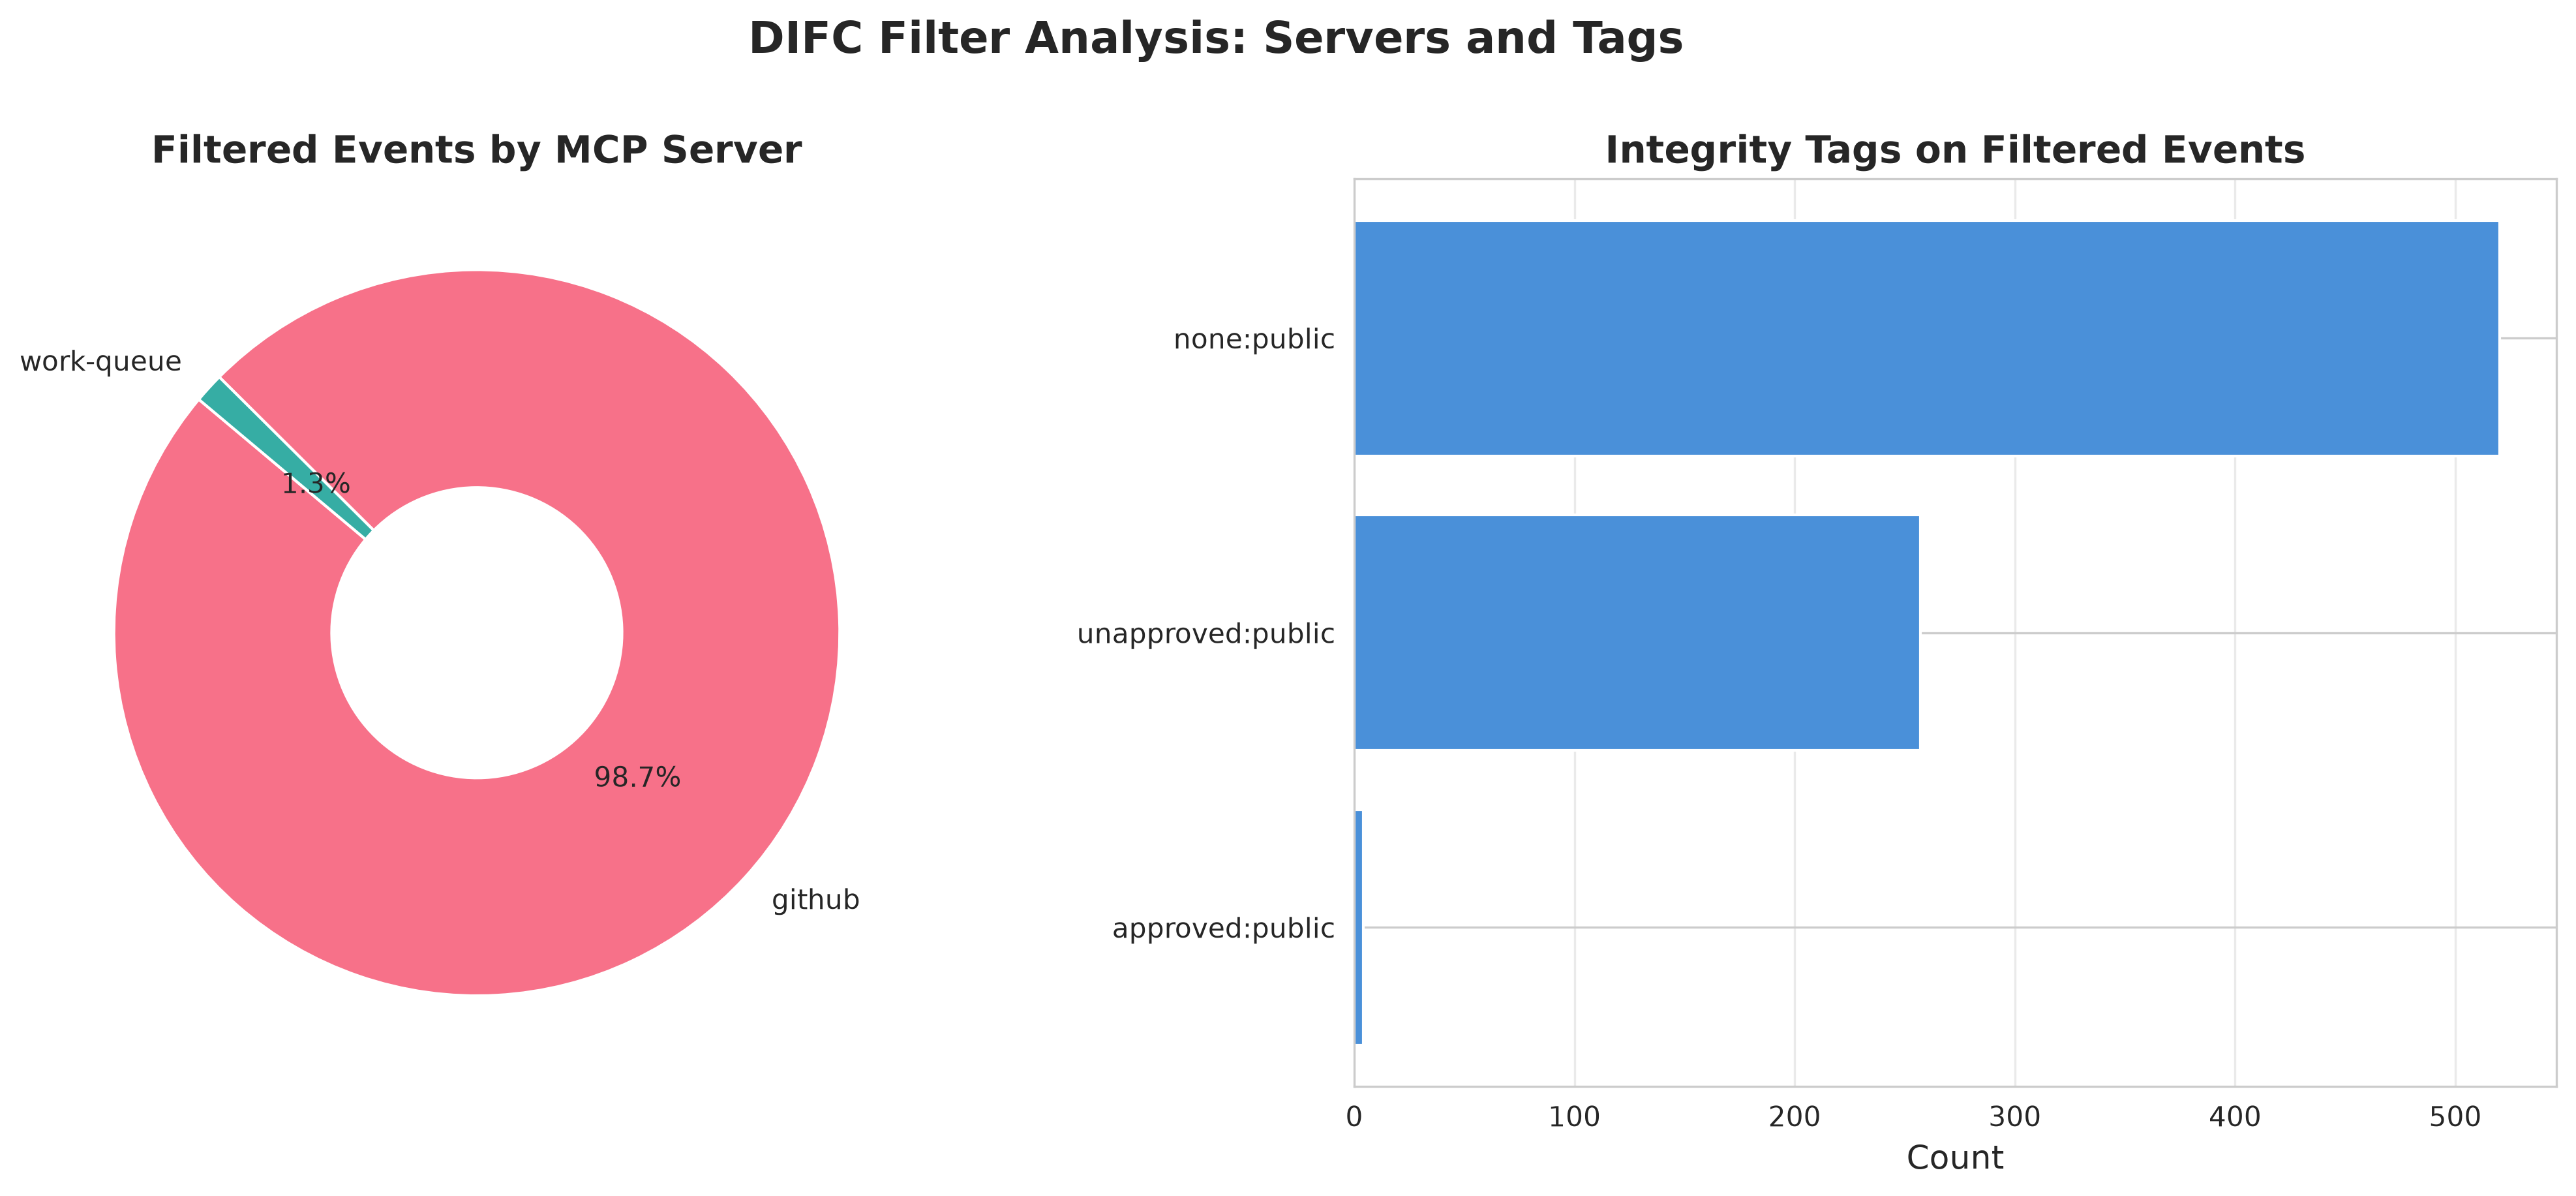 DIFC Filter Analysis: Servers and Tags
Filtered Events by MCP Server
work-queue
1.3%
98.7%
github
Integrity Tags on Filtered Events
none:public
unapproved:public
approved:public
0 100 200 300 400 500
Count